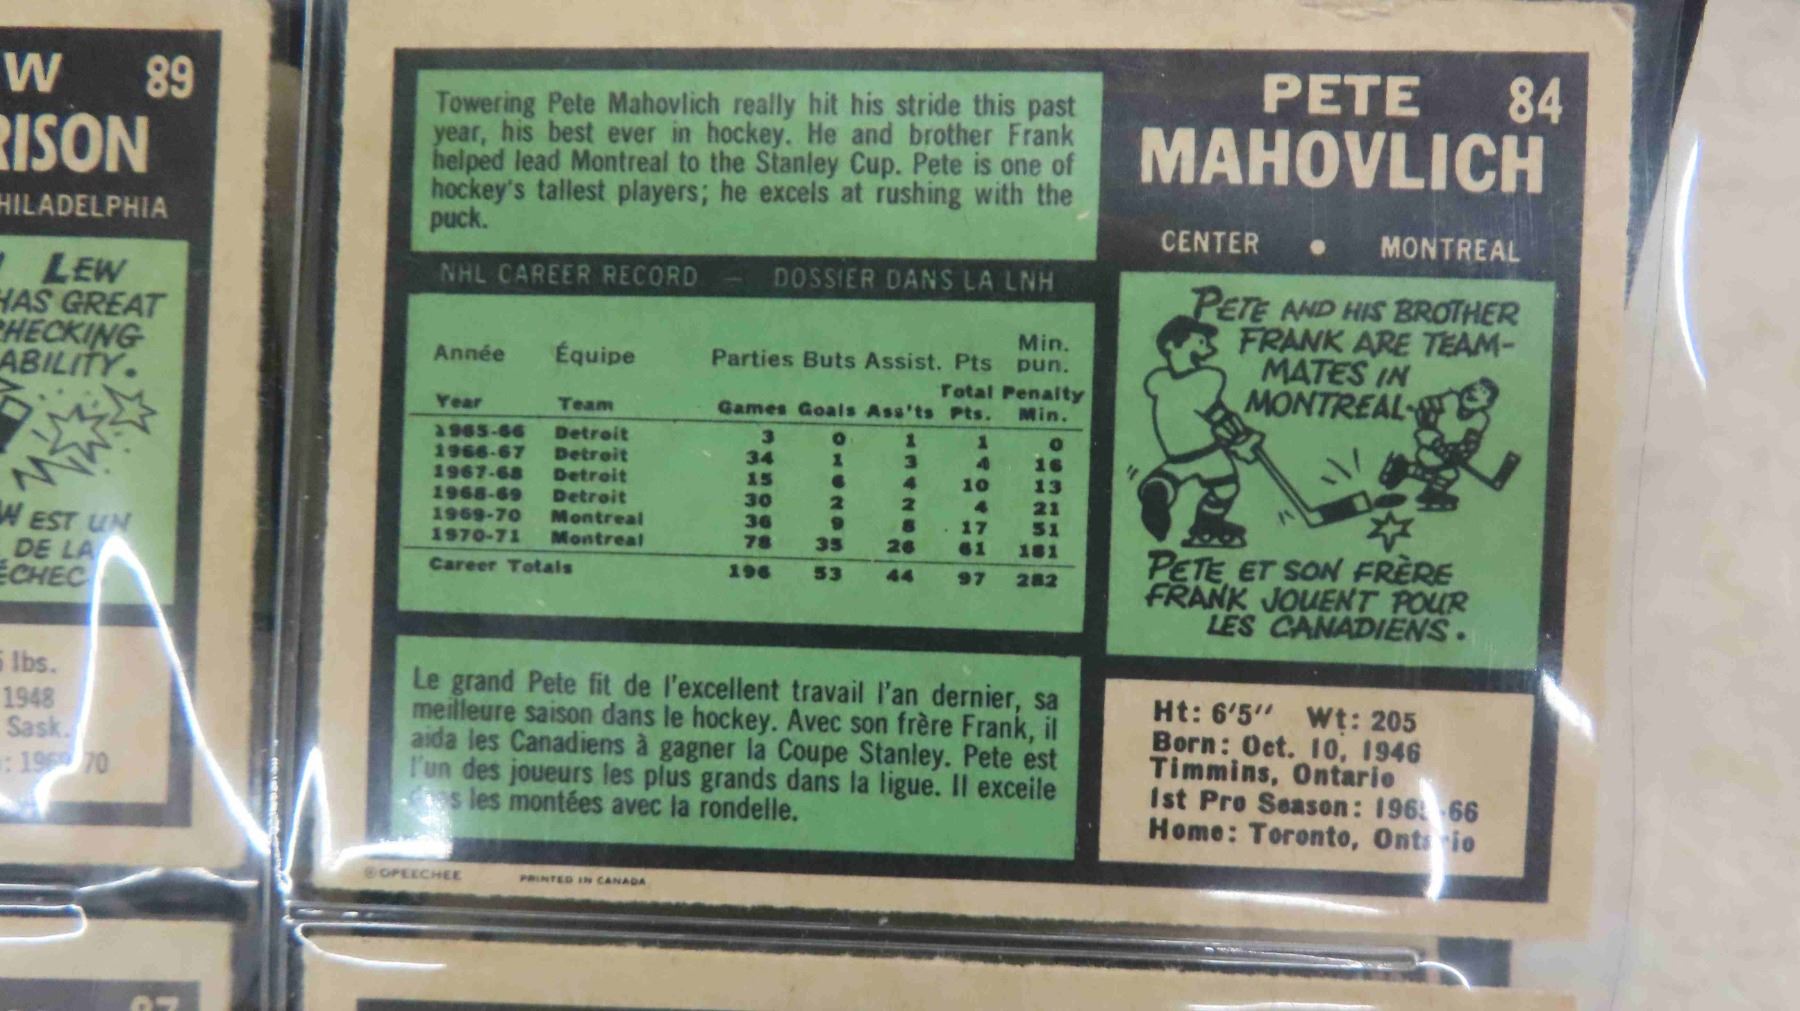 W 89
RISON
PHILADELPHIA
LEW
HAS GREAT
CHECKING
ABILITY.
EST UN
DE LA
ÉCHEC
lbs.
1948
Sask.
70
Towering Pete Mahovlich really hit his stride this past
year, his best ever in hockey. He and brother Frank
helped lead Montreal to the Stanley Cup. Pete is one of
hockey's tallest players; he excels at rushing with the
puck.
PETE 84
MAHOVLICH
CENTER • MONTREAL
NHL CAREER RECORD — DOSSIER DANS LA LNH
Année Équipe Parties Buts Assist. Pts Min. pun.
Year Team Games Goals Ass'ts Total Pts. Penalty Min.
1965-66 Detroit 3 0 1 1 0
1966-67 Detroit 34 1 3 4 16
1967-68 Detroit 15 6 4 10 13
1968-69 Detroit 30 2 2 4 21
1969-70 Montreal 36 9 8 17 51
1970-71 Montreal 78 35 26 61 181
Career Totals 196 53 44 97 282
PETE AND HIS BROTHER
FRANK ARE TEAM-
MATES IN
MONTREAL
PETE ET SON FRÈRE
FRANK JOUENT POUR
LES CANADIENS.
Le grand Pete fit de l'excellent travail l'an dernier, sa
meilleure saison dans le hockey. Avec son frère Frank, il
aida les Canadiens à gagner la Coupe Stanley. Pete est
l'un des joueurs les plus grands dans la ligue. Il excelle
les montées avec la rondelle.
Ht: 6'5" Wt: 205
Born: Oct. 10, 1946
Timmins, Ontario
1st Pro Season: 1965-66
Home: Toronto, Ontario
© OPEECHEE PRINTED IN CANADA
87